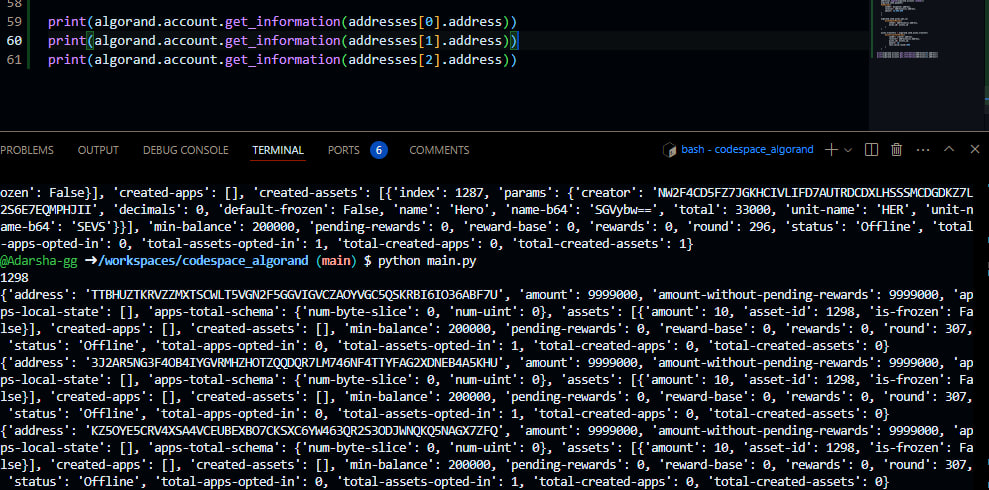 58
59 print(algorand.account.get_information(addresses[0].address))
60 print(algorand.account.get_information(addresses[1].address))
61 print(algorand.account.get_information(addresses[2].address))
PROBLEMS OUTPUT DEBUG CONSOLE TERMINAL PORTS 6 COMMENTS bash - codespace_algorand
ozen': False}], 'created-apps': [], 'created-assets': [{'index': 1287, 'params': {'creator': 'NW2F4CD5FZ7JGKHCIVLIFD7AUTRDCDXLHSSSMCDGDKZ7L
2S6E7EQMPHJII', 'decimals': 0, 'default-frozen': False, 'name': 'Hero', 'name-b64': 'SGVybw==', 'total': 33000, 'unit-name': 'HER', 'unit-n
ame-b64': 'SEVS'}}], 'min-balance': 200000, 'pending-rewards': 0, 'reward-base': 0, 'rewards': 0, 'round': 296, 'status': 'Offline', 'total
-apps-opted-in': 0, 'total-assets-opted-in': 1, 'total-created-apps': 0, 'total-created-assets': 1}
@Adarsha-gg ➜/workspaces/codespace_algorand (main) $ python main.py
1298
{'address': 'TTBHUZTKRVZZMXTSCWLT5VGN2F5GGVIGVCZAOYVGC5QSKRBI6IO36ABF7U', 'amount': 9999000, 'amount-without-pending-rewards': 9999000, 'ap
ps-local-state': [], 'apps-total-schema': {'num-byte-slice': 0, 'num-uint': 0}, 'assets': [{'amount': 10, 'asset-id': 1298, 'is-frozen': Fa
lse}], 'created-apps': [], 'created-assets': [], 'min-balance': 200000, 'pending-rewards': 0, 'reward-base': 0, 'rewards': 0, 'round': 307,
'status': 'Offline', 'total-apps-opted-in': 0, 'total-assets-opted-in': 1, 'total-created-apps': 0, 'total-created-assets': 0}
{'address': '3J2AR5NG3F4OB4IYGVRMHZHOTZQQDQR7LM746NF4TTYFAG2XDNEB4A5KHU', 'amount': 9999000, 'amount-without-pending-rewards': 9999000, 'ap
ps-local-state': [], 'apps-total-schema': {'num-byte-slice': 0, 'num-uint': 0}, 'assets': [{'amount': 10, 'asset-id': 1298, 'is-frozen': Fa
lse}], 'created-apps': [], 'created-assets': [], 'min-balance': 200000, 'pending-rewards': 0, 'reward-base': 0, 'rewards': 0, 'round': 307,
'status': 'Offline', 'total-apps-opted-in': 0, 'total-assets-opted-in': 1, 'total-created-apps': 0, 'total-created-assets': 0}
{'address': 'KZ5OYE5CRV4XSA4VCEUBEXBO7CKSXC6YW463QR2S3ODJWNQKQ5NAGX7ZFQ', 'amount': 9999000, 'amount-without-pending-rewards': 9999000, 'ap
ps-local-state': [], 'apps-total-schema': {'num-byte-slice': 0, 'num-uint': 0}, 'assets': [{'amount': 10, 'asset-id': 1298, 'is-frozen': Fa
lse}], 'created-apps': [], 'created-assets': [], 'min-balance': 200000, 'pending-rewards': 0, 'reward-base': 0, 'rewards': 0, 'round': 307,
'status': 'Offline', 'total-apps-opted-in': 0, 'total-assets-opted-in': 1, 'total-created-apps': 0, 'total-created-assets': 0}